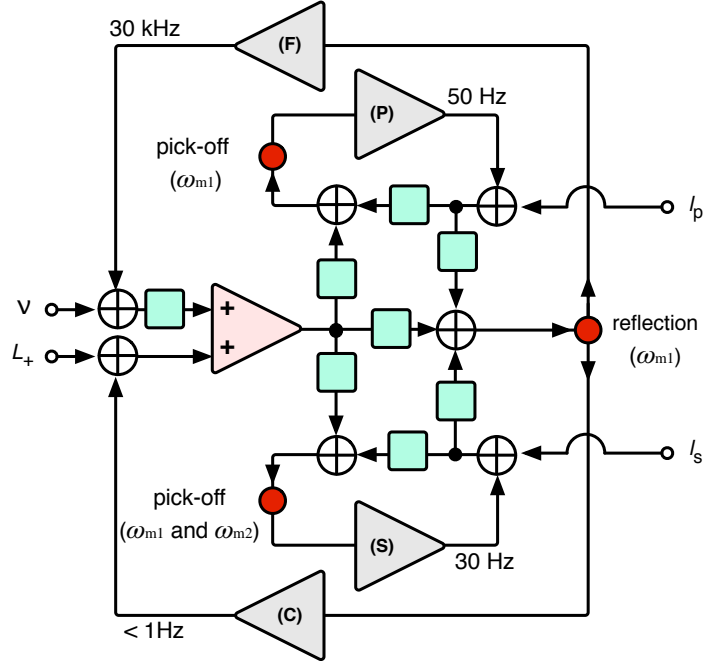 30 kHz
(F)
(P)
50 Hz
pick-off
(ωm1)
lp
ν
+
+
L+
reflection
(ωm1)
ls
pick-off
(ωm1 and ωm2)
(S)
30 Hz
(C)
< 1Hz